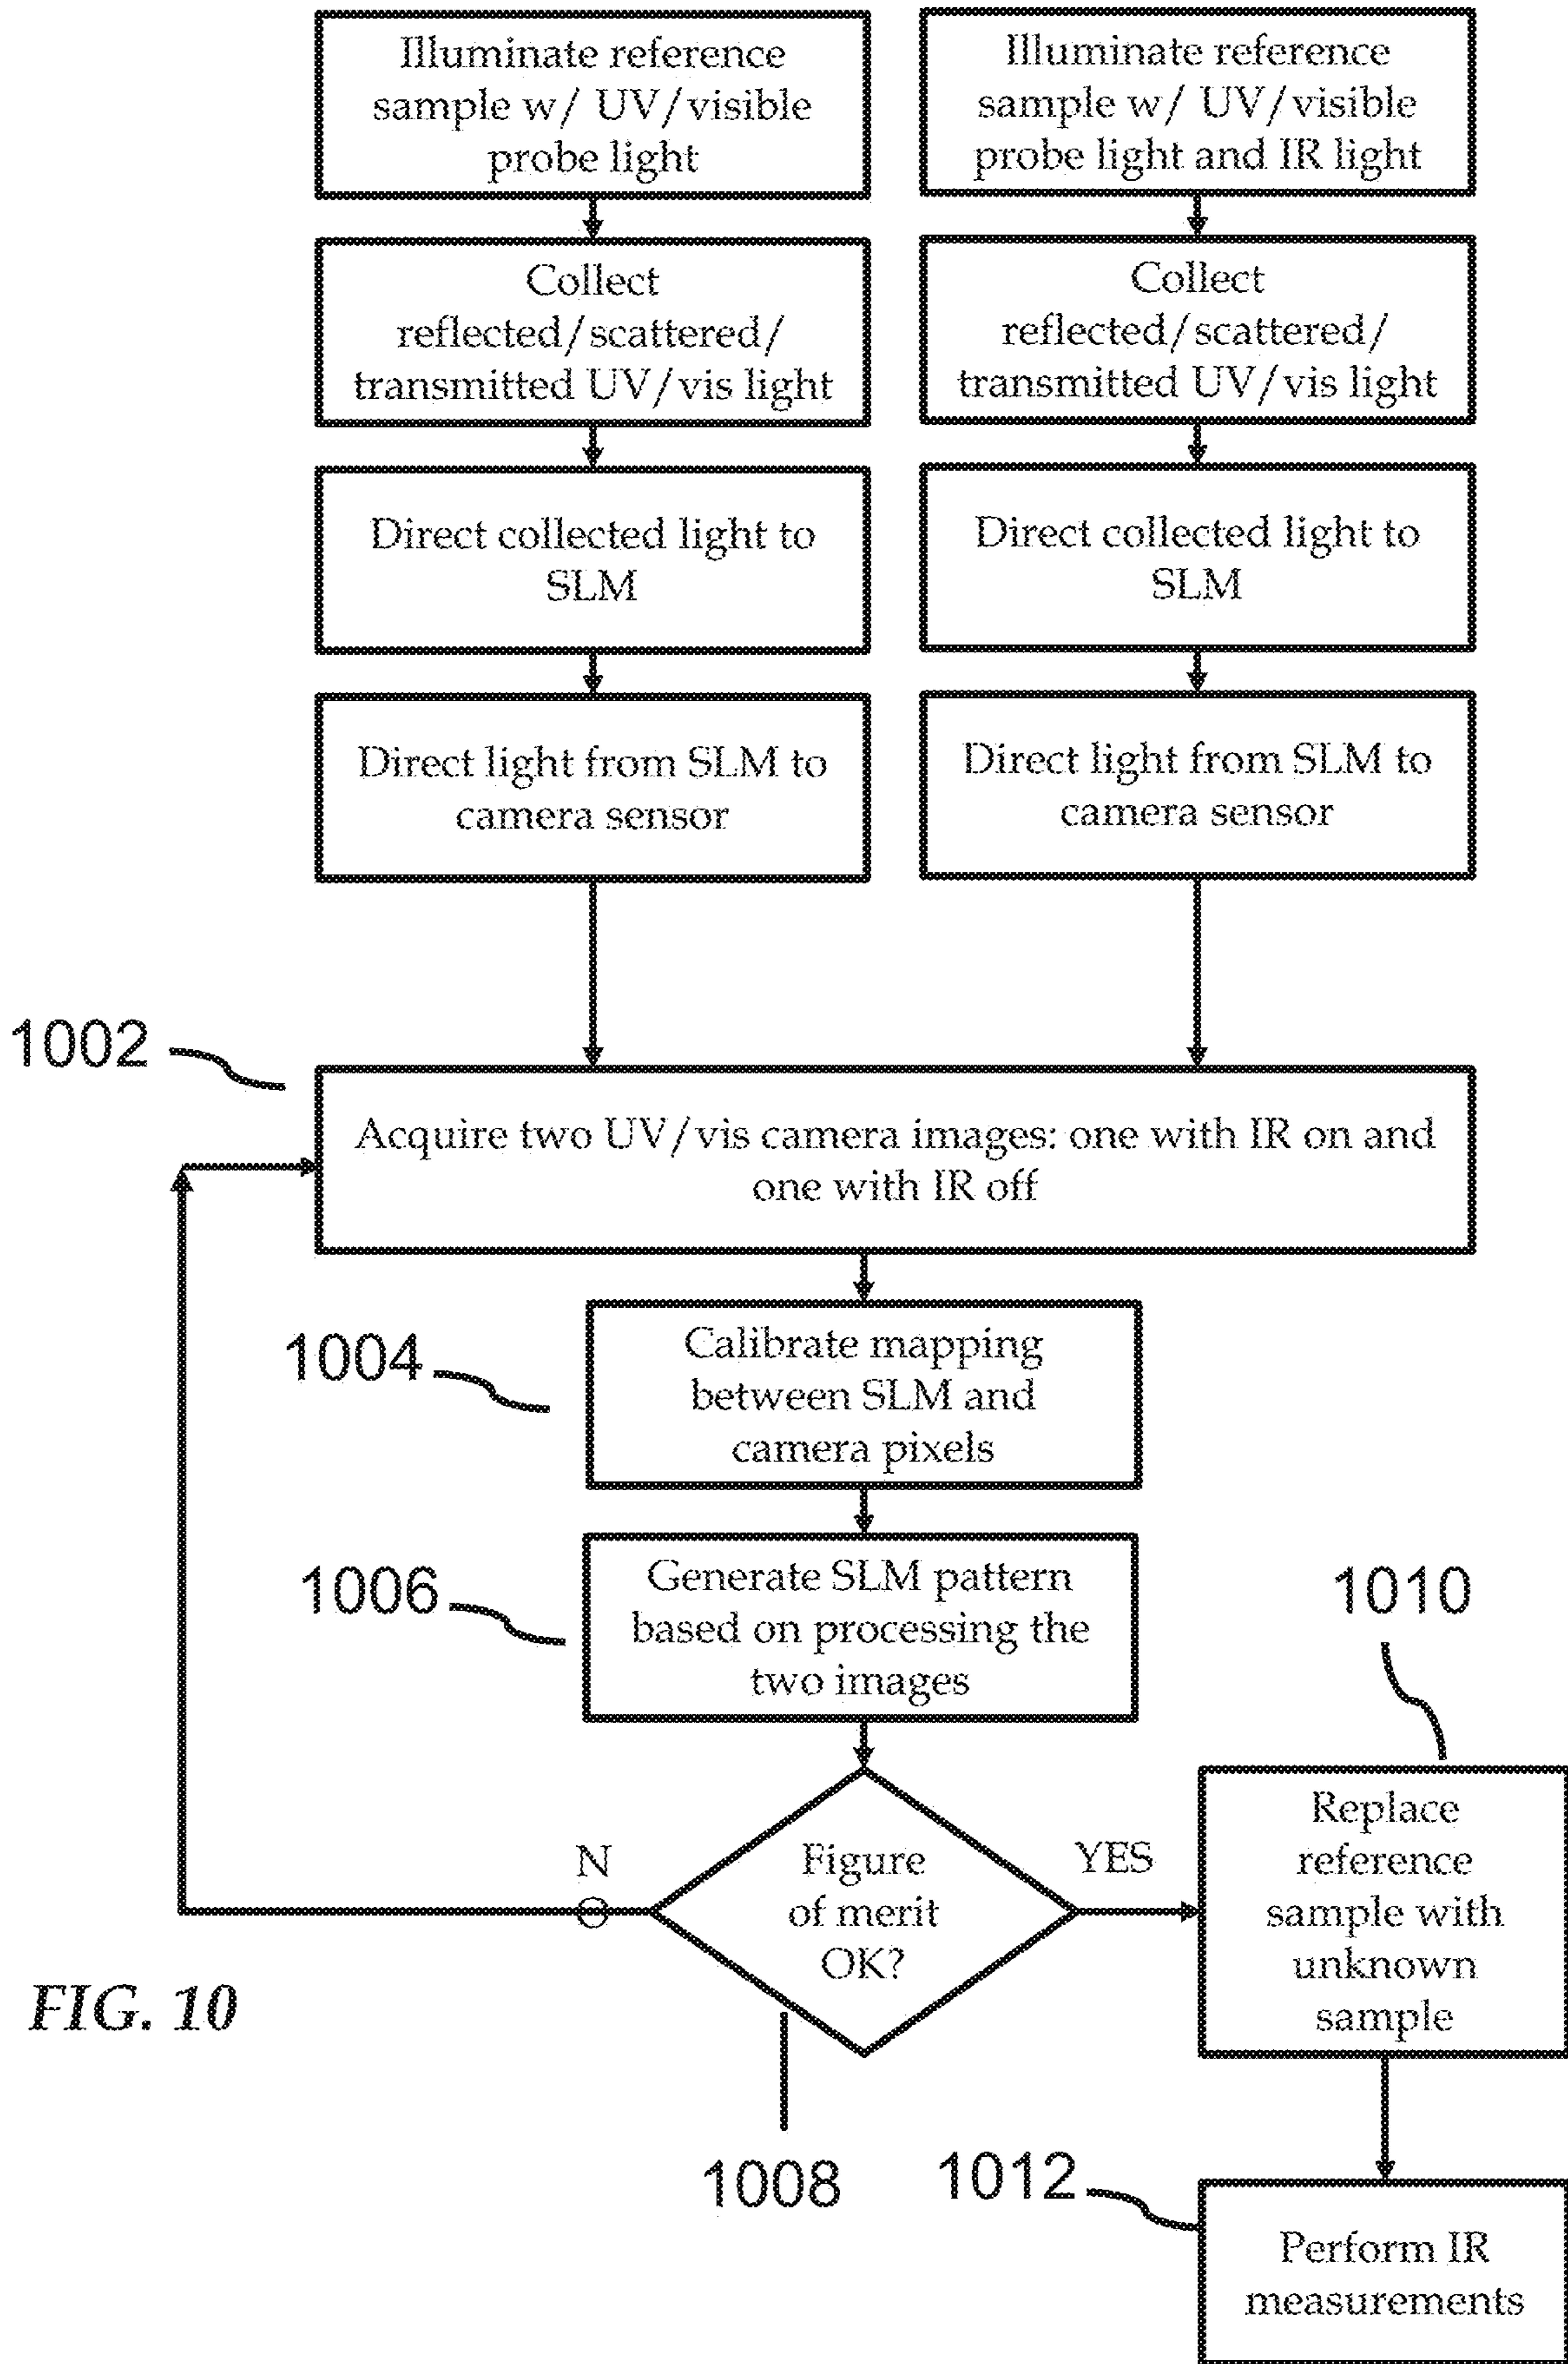 Illuminate reference
sample w/ UV/visible
probe light
Illuminate reference
sample w/ UV/visible
probe light and IR light
Collect
reflected/scattered/
transmitted UV/vis light
Collect
reflected/scattered/
transmitted UV/vis light
Direct collected light to
SLM
Direct collected light to
SLM
Direct light from SLM to
camera sensor
Direct light from SLM to
camera sensor
1002
Acquire two UV/vis camera images: one with IR on and
one with IR off
1004
Calibrate mapping
between SLM and
camera pixels
1006
Generate SLM pattern
based on processing the
two images
1010
N
O
Figure
of merit
OK?
YES
Replace
reference
sample with
unknown
sample
FIG. 10
1008
1012
Perform IR
measurements